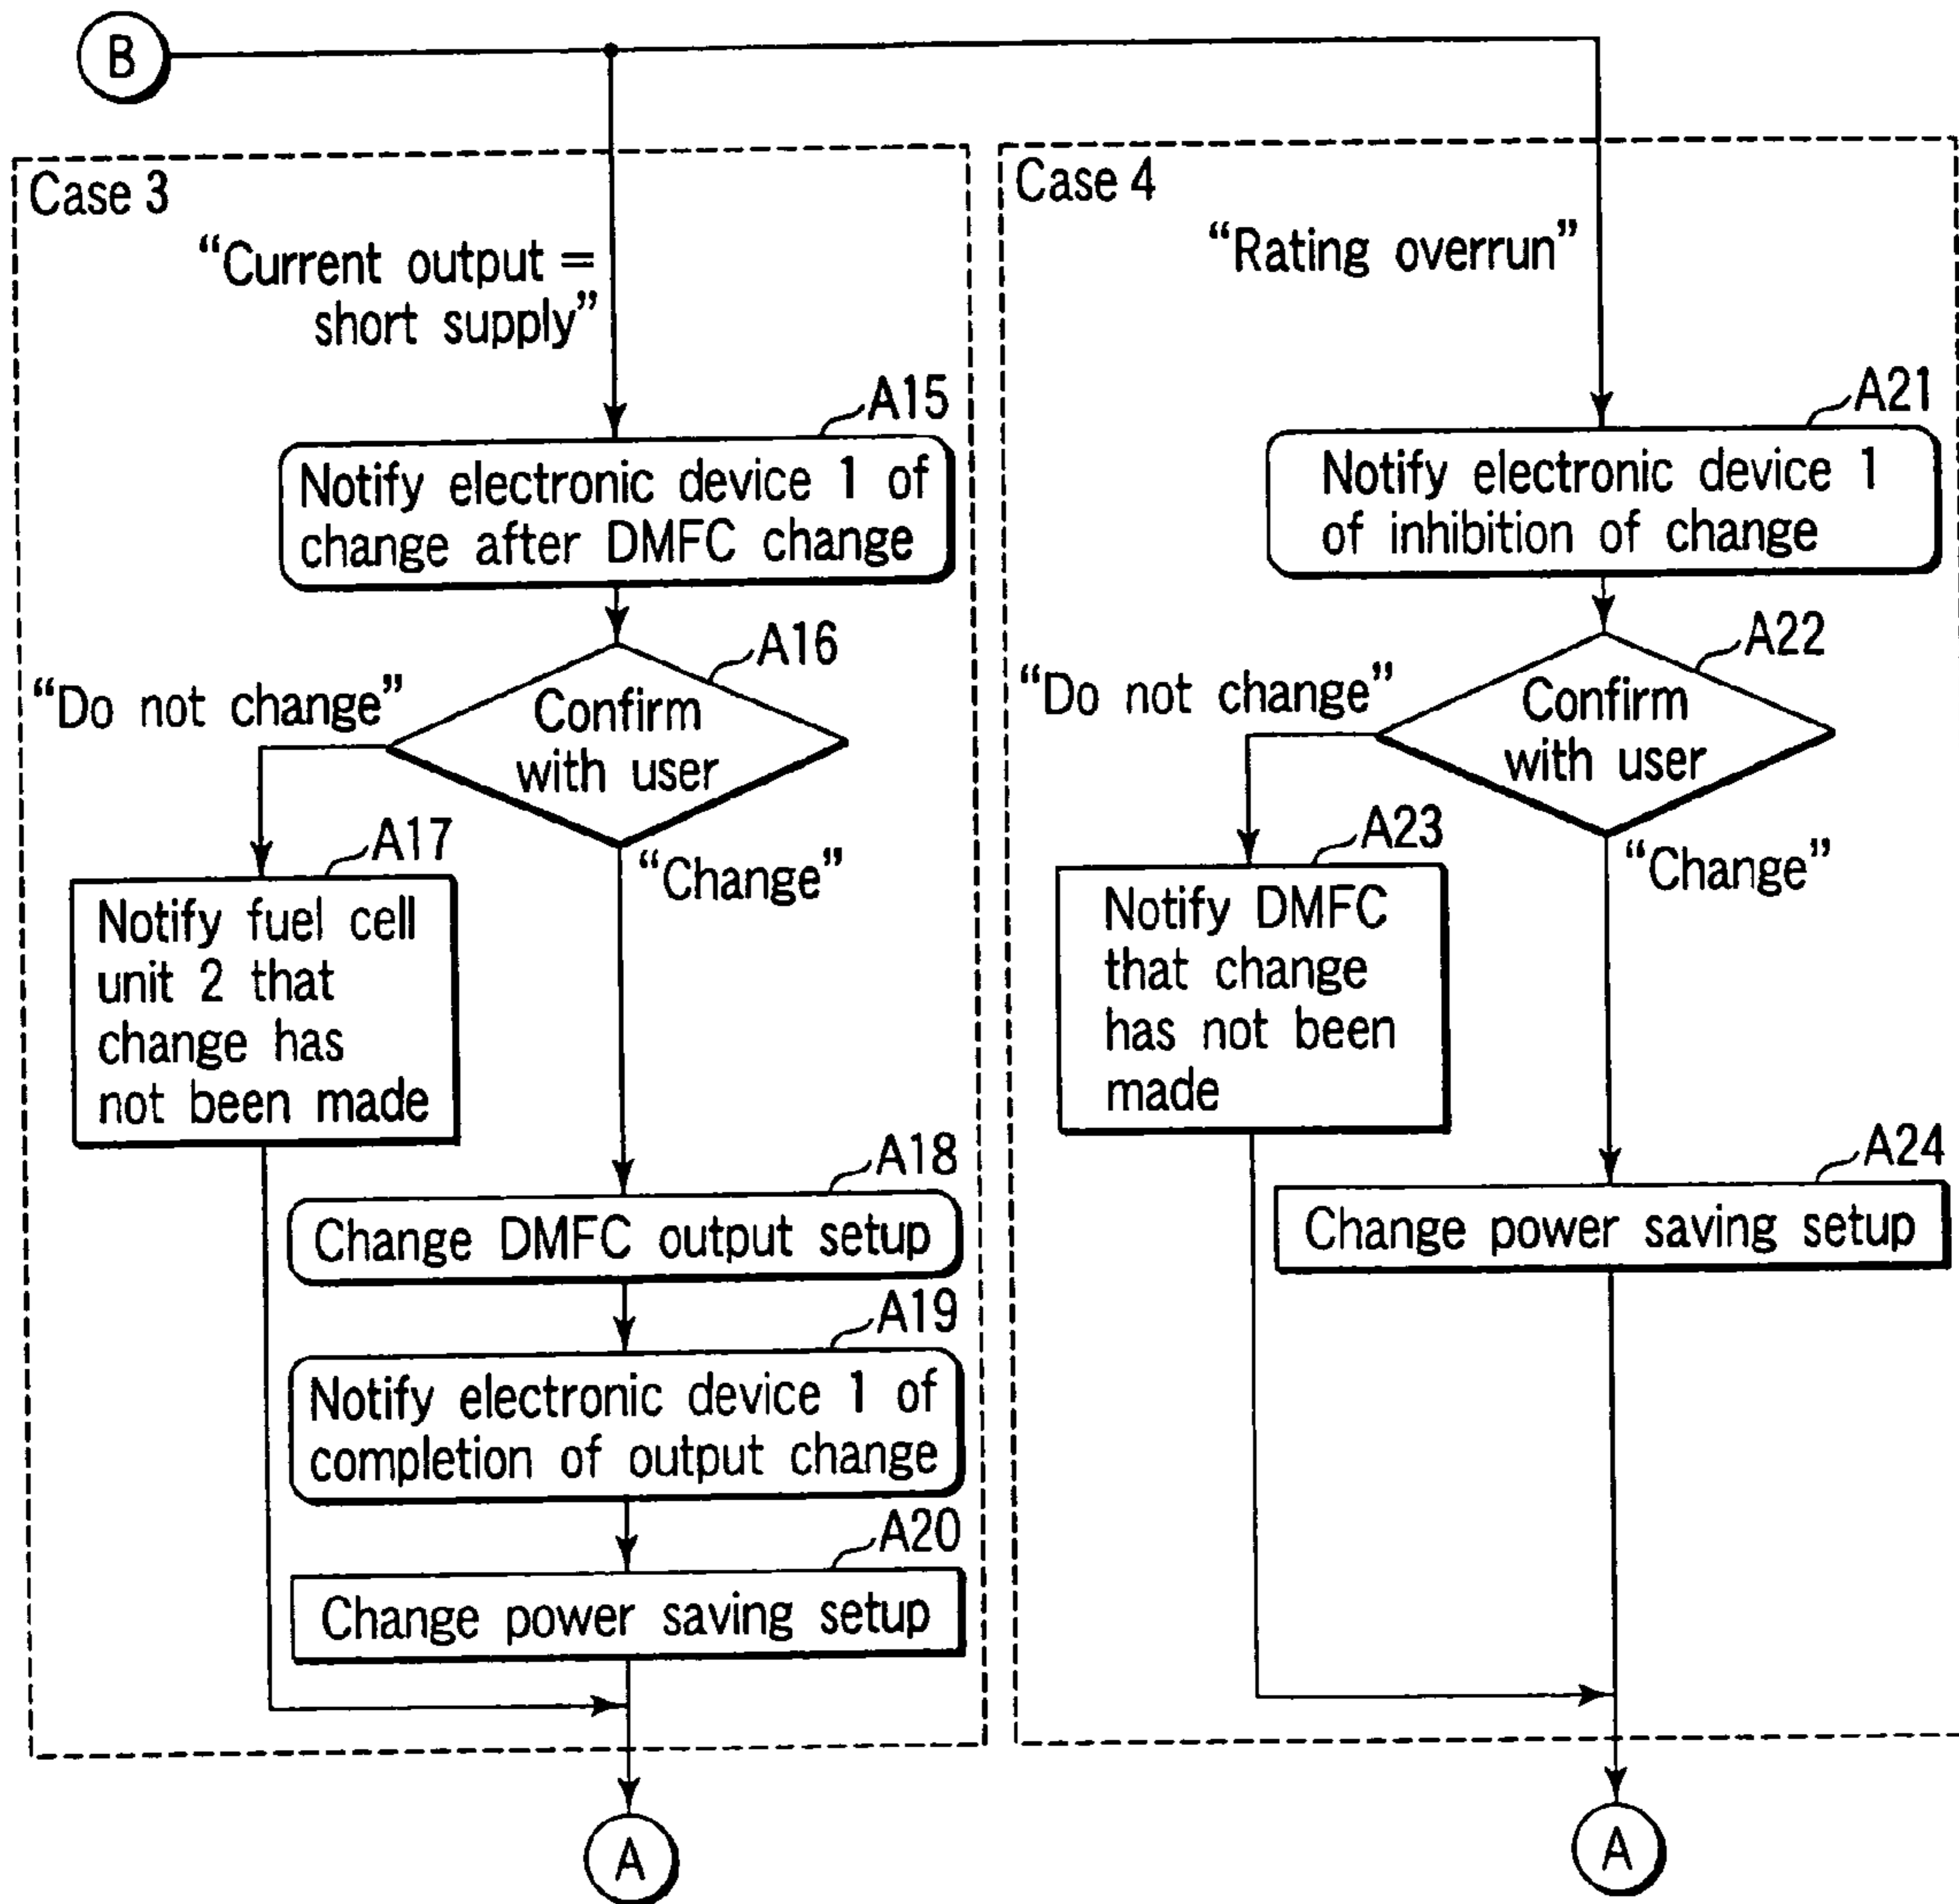 B
Case 3
“Current output =
short supply”
A15
Notify electronic device 1 of
change after DMFC change
A16
“Do not change”
Confirm
with user
A17
“Change”
Notify fuel cell
unit 2 that
change has
not been made
A18
Change DMFC output setup
A19
Notify electronic device 1 of
completion of output change
A20
Change power saving setup
A
Case 4
“Rating overrun”
A21
Notify electronic device 1
of inhibition of change
A22
“Do not change”
Confirm
with user
A23
“Change”
Notify DMFC
that change
has not been
made
A24
Change power saving setup
A